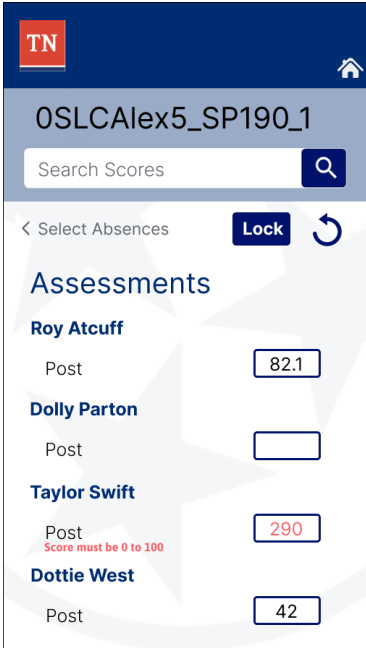 TN
0SLCAlex5_SP190_1
Search Scores
Select Absences
Lock
Assessments
Roy Atcuff
Post
82.1
Dolly Parton
Post
Taylor Swift
Post
290
Score must be 0 to 100
Dottie West
Post
42